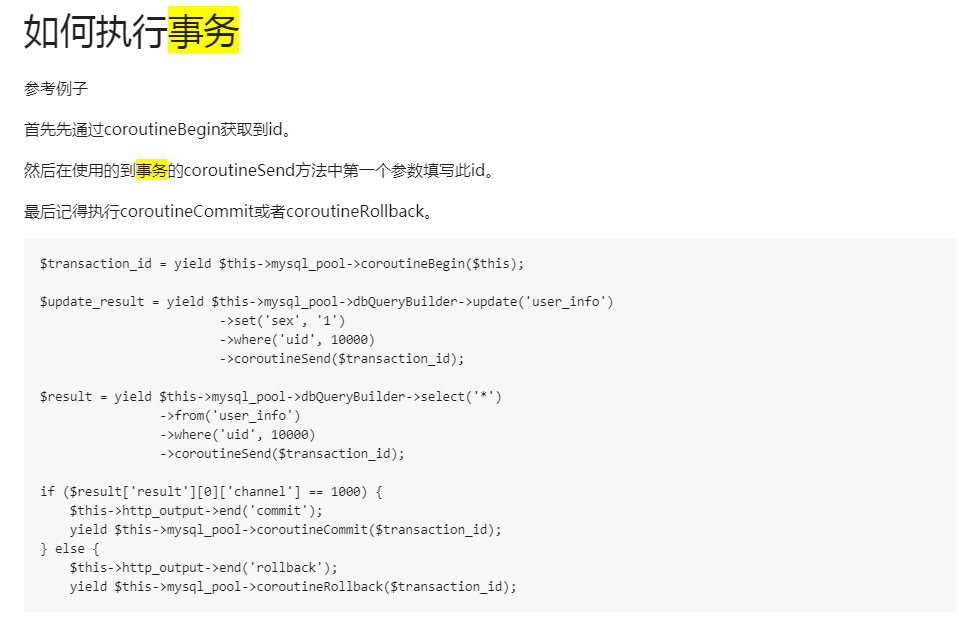 如何执行事务
参考例子
首先先通过coroutineBegin获取到id。
然后在使用的到事务的coroutineSend方法中第一个参数填写此id。
最后记得执行coroutineCommit或者coroutineRollback。
$transaction_id = yield $this->mysql_pool->coroutineBegin($this);
$update_result = yield $this->mysql_pool->dbQueryBuilder->update('user_info')
->set('sex', '1')
->where('uid', 10000)
->coroutineSend($transaction_id);
$result = yield $this->mysql_pool->dbQueryBuilder->select('*')
->from('user_info')
->where('uid', 10000)
->coroutineSend($transaction_id);
if ($result['result'][0]['channel'] == 1000) {
$this->http_output->end('commit');
yield $this->mysql_pool->coroutineCommit($transaction_id);
} else {
$this->http_output->end('rollback');
yield $this->mysql_pool->coroutineRollback($transaction_id);